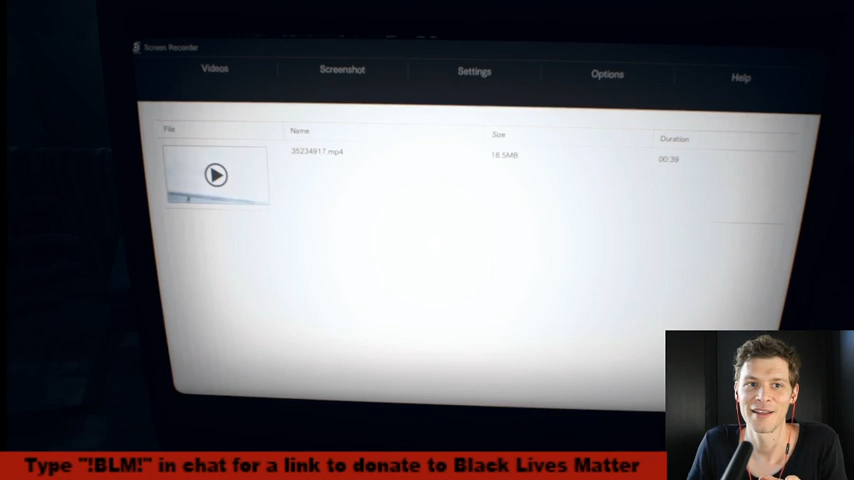 Screen Recorder
Videos Screenshot Settings Options Help
File Name Size Duration
35234917.mp4 18.5MB 00:39
Type "!BLM!" in chat for a link to donate to Black Lives Matter